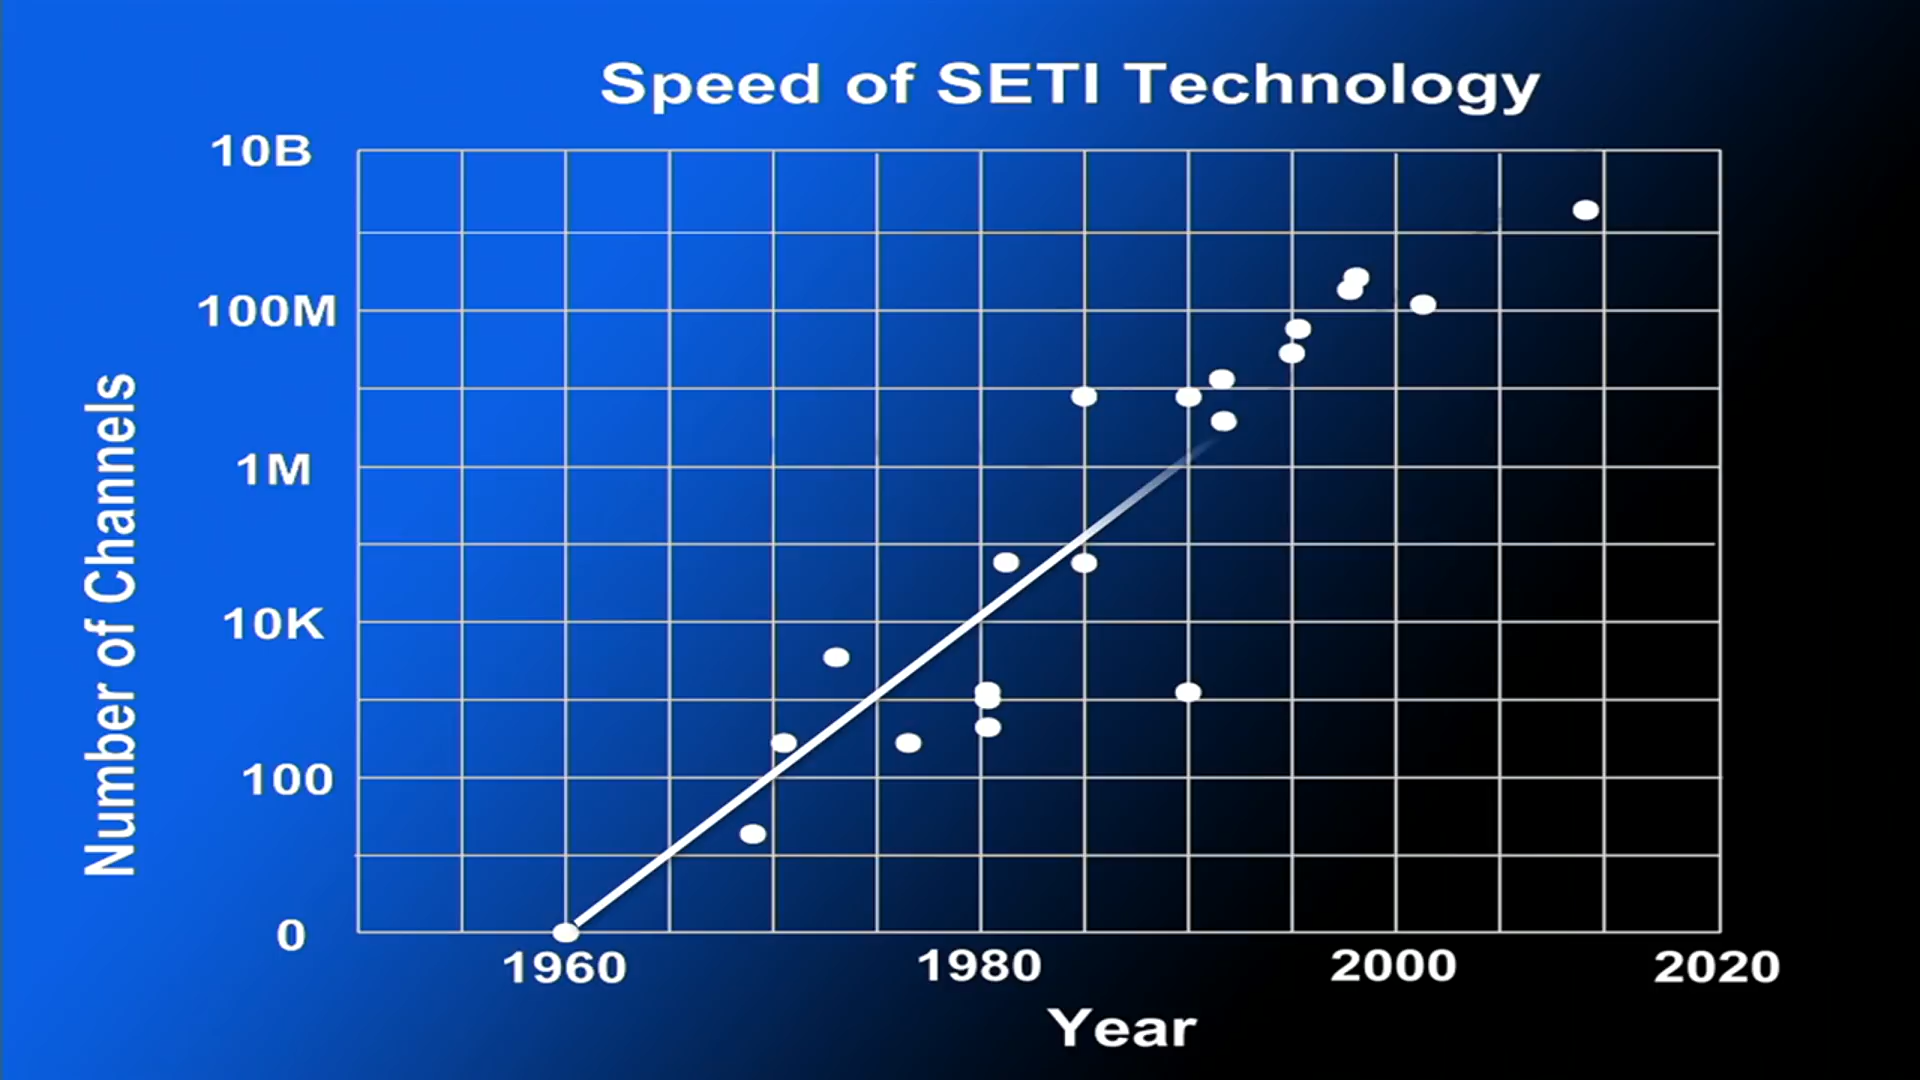 Speed of SETI Technology
10B
100M
1M
10K
100
0
Number of Channels
1960 1980 2000 2020
Year